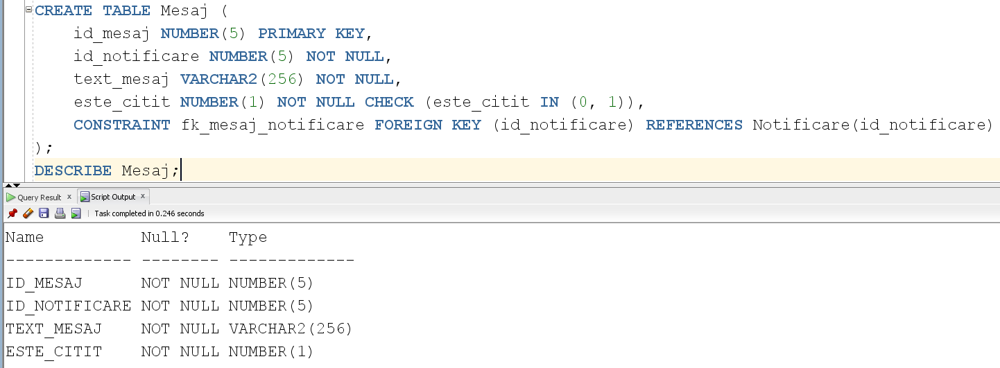 CREATE TABLE Mesaj (
    id_mesaj NUMBER(5) PRIMARY KEY,
    id_notificare NUMBER(5) NOT NULL,
    text_mesaj VARCHAR2(256) NOT NULL,
    este_citit NUMBER(1) NOT NULL CHECK (este_citit IN (0, 1)),
    CONSTRAINT fk_mesaj_notificare FOREIGN KEY (id_notificare) REFERENCES Notificare(id_notificare)
);
DESCRIBE Mesaj;
Query Result x Script Output x
Task completed in 0.246 seconds
Name          Null?    Type
------------- -------- -------------
ID_MESAJ      NOT NULL NUMBER(5)
ID_NOTIFICARE NOT NULL NUMBER(5)
TEXT_MESAJ    NOT NULL VARCHAR2(256)
ESTE_CITIT    NOT NULL NUMBER(1)